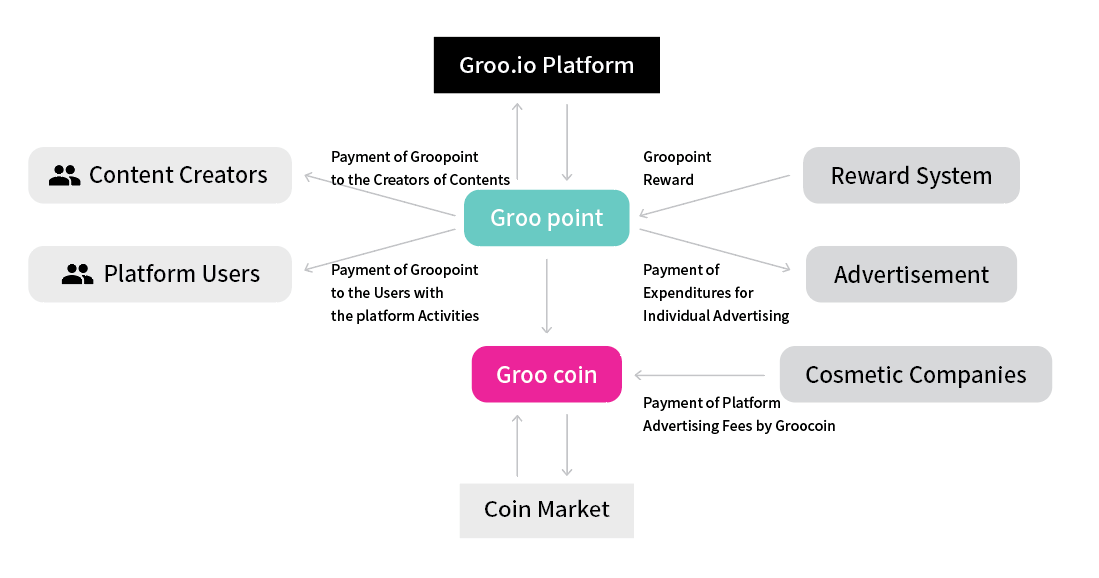 Groo.io Platform
Payment of Groopoint
to the Creators of Contents
Groopoint
Reward
Content Creators
Reward System
Groo point
Platform Users
Advertisement
Payment of Groopoint
to the Users with
the platform Activities
Payment of
Expenditures for
Individual Advertising
Groo coin
Cosmetic Companies
Payment of Platform
Advertising Fees by Groocoin
Coin Market